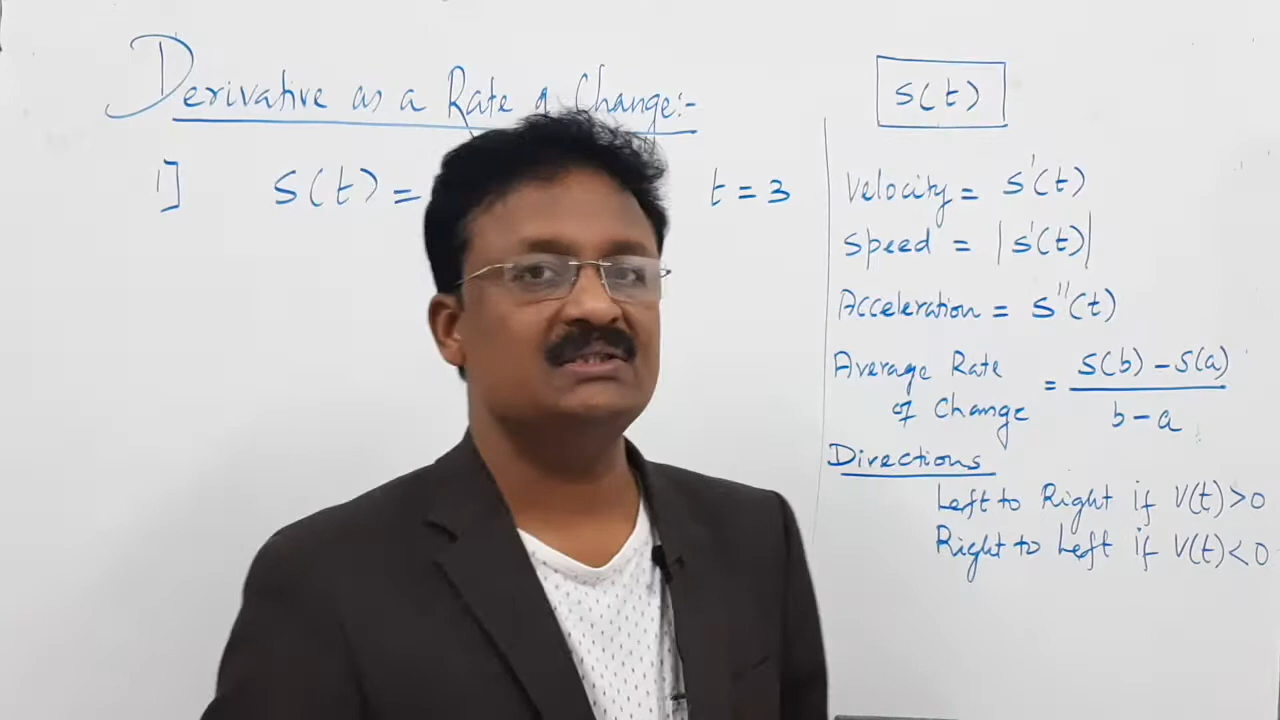 Derivative as a Rate of Change:-
1] S(t) = t = 3
S(t)
Velocity = S'(t)
Speed = |S'(t)|
Acceleration = S''(t)
Average Rate of Change = S(b) - S(a) / b - a
Directions
Left to Right if V(t) > 0
Right to Left if V(t) < 0